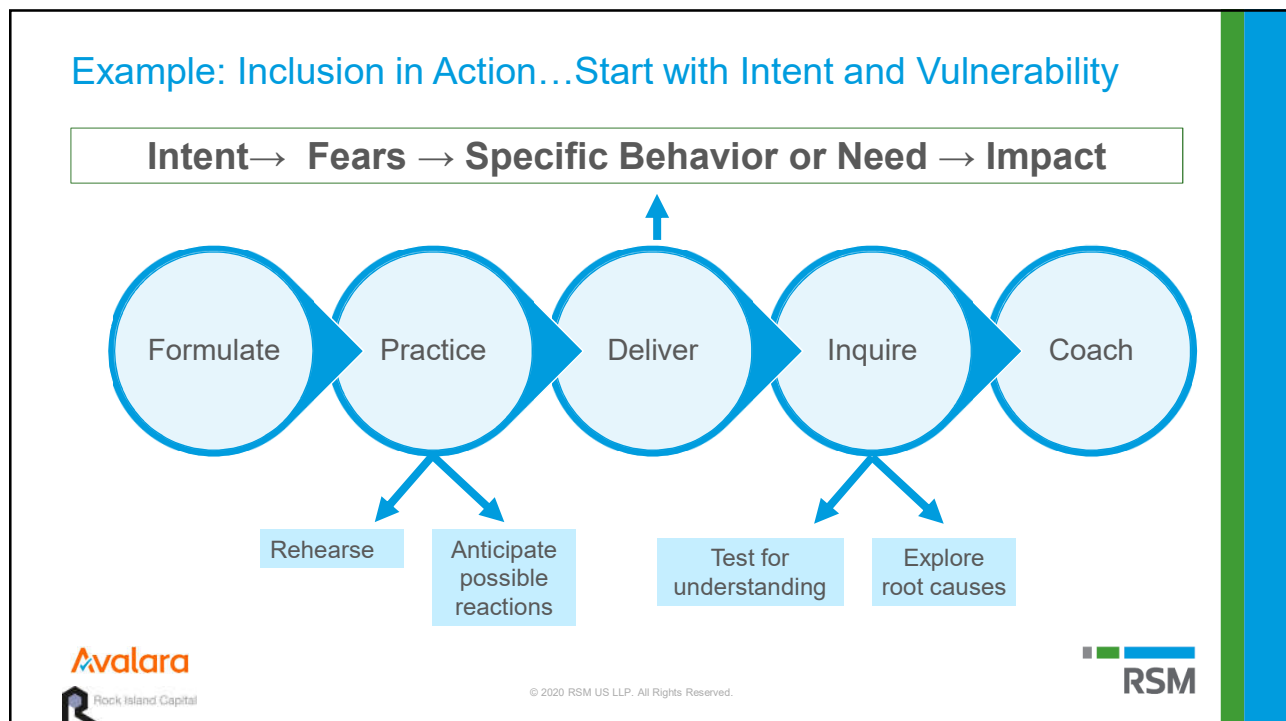 Example: Inclusion in Action…Start with Intent and Vulnerability
Intent→ Fears → Specific Behavior or Need → Impact
Formulate
Practice
Deliver
Inquire
Coach
Rehearse
Anticipate
possible
reactions
Test for
understanding
Explore
root causes
Avalara
Rock Island Capital
© 2020 RSM US LLP. All Rights Reserved.
RSM